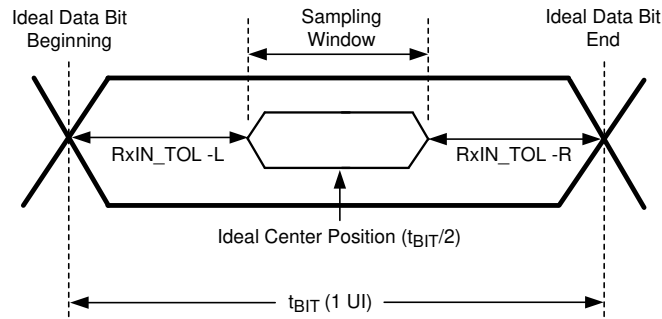 Ideal Data Bit
Beginning
Sampling
Window
Ideal Data Bit
End
RxIN_TOL -L
RxIN_TOL -R
Ideal Center Position (tBIT/2)
tBIT (1 UI)